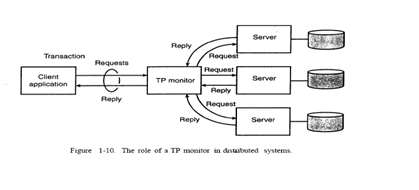 Server
Reply
Transaction
Requests
Request
Client
application
TP monitor
Request
Server
Reply
Reply
Request
Reply
Server
Figure 1-10. The role of a TP monitor in distributed systems.